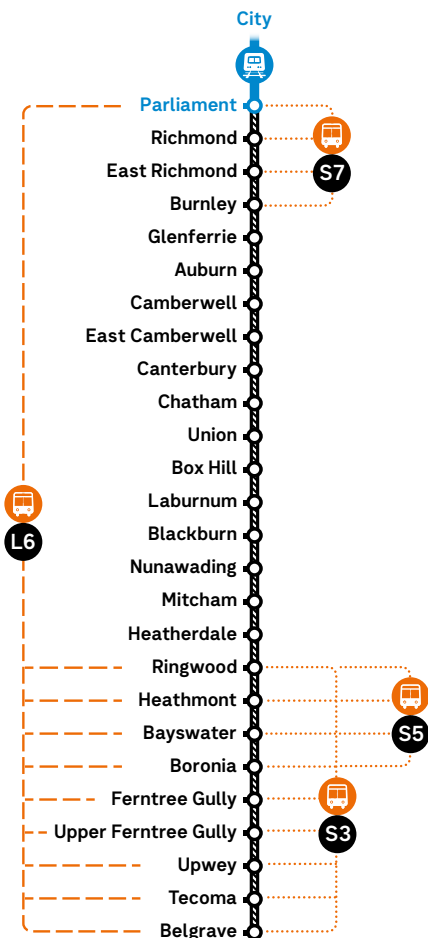 City
Parliament
Richmond
East Richmond
S7
Burnley
Glenferrie
Auburn
Camberwell
East Camberwell
Canterbury
Chatham
Union
Box Hill
Laburnum
Blackburn
L6
Nunawading
Mitcham
Heatherdale
Ringwood
Heathmont
Bayswater
S5
Boronia
Ferntree Gully
Upper Ferntree Gully
S3
Upwey
Tecoma
Belgrave